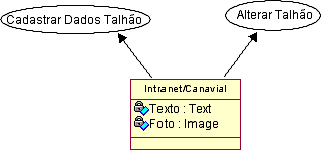 Cadastrar Dados Talhão
Alterar Talhão
Intranet/Canavial
Texto : Text
Foto : Image